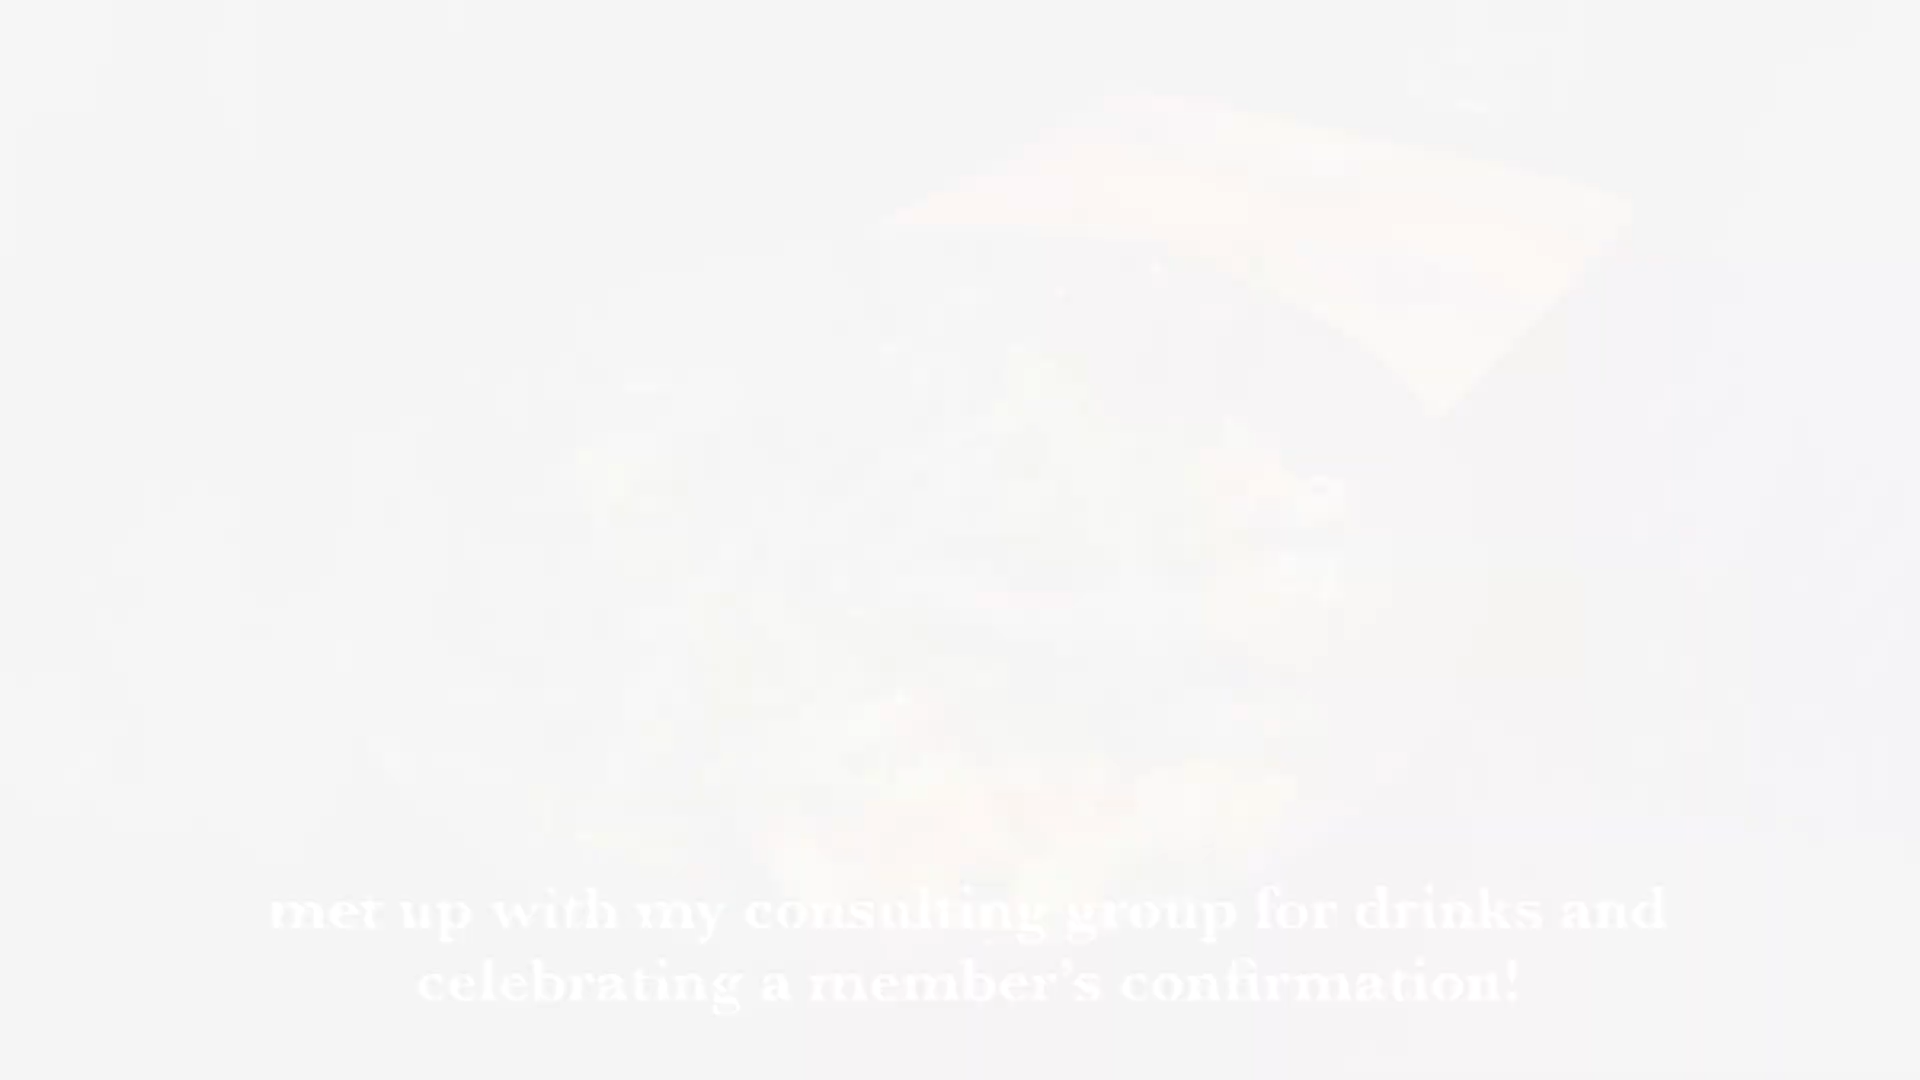 met up with my consulting group for drinks and
celebrating a member's confirmation!